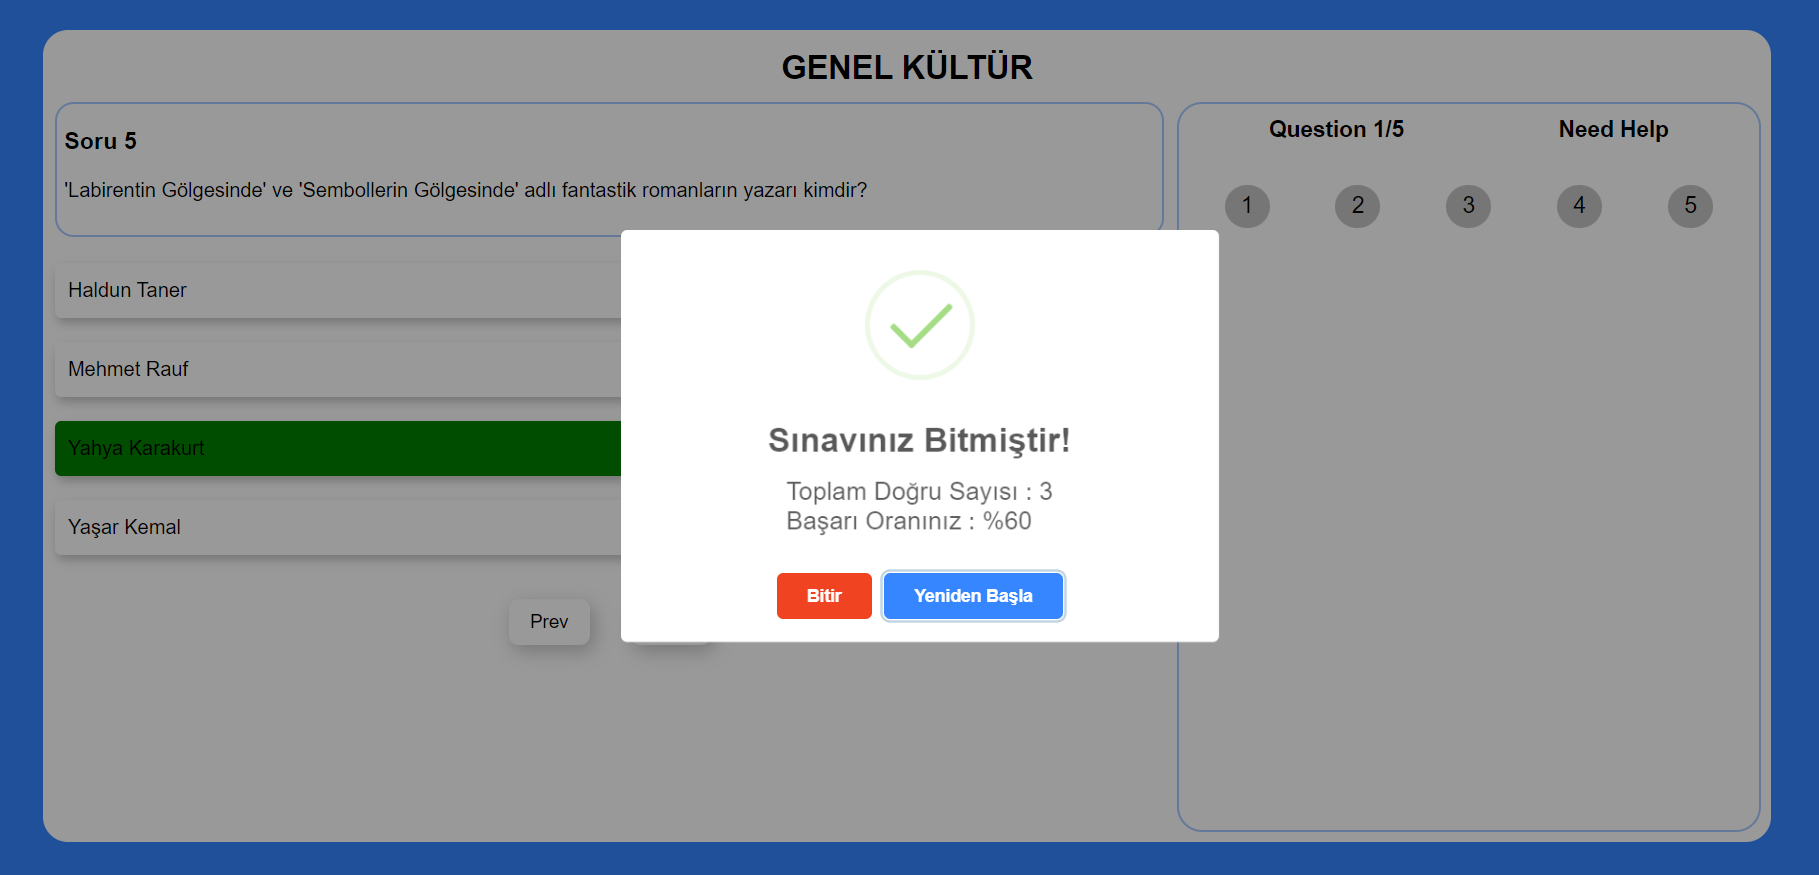 GENEL KÜLTÜR
Soru 5
'Labirentin Gölgesinde' ve 'Sembollerin Gölgesinde' adlı fantastik romanların yazarı kimdir?
Haldun Taner
Mehmet Rauf
Yahya Karakurt
Yaşar Kemal
Prev
Question 1/5
Need Help
1
2
3
4
5
Sınavınız Bitmiştir!
Toplam Doğru Sayısı : 3
Başarı Oranınız : %60
Bitir
Yeniden Başla